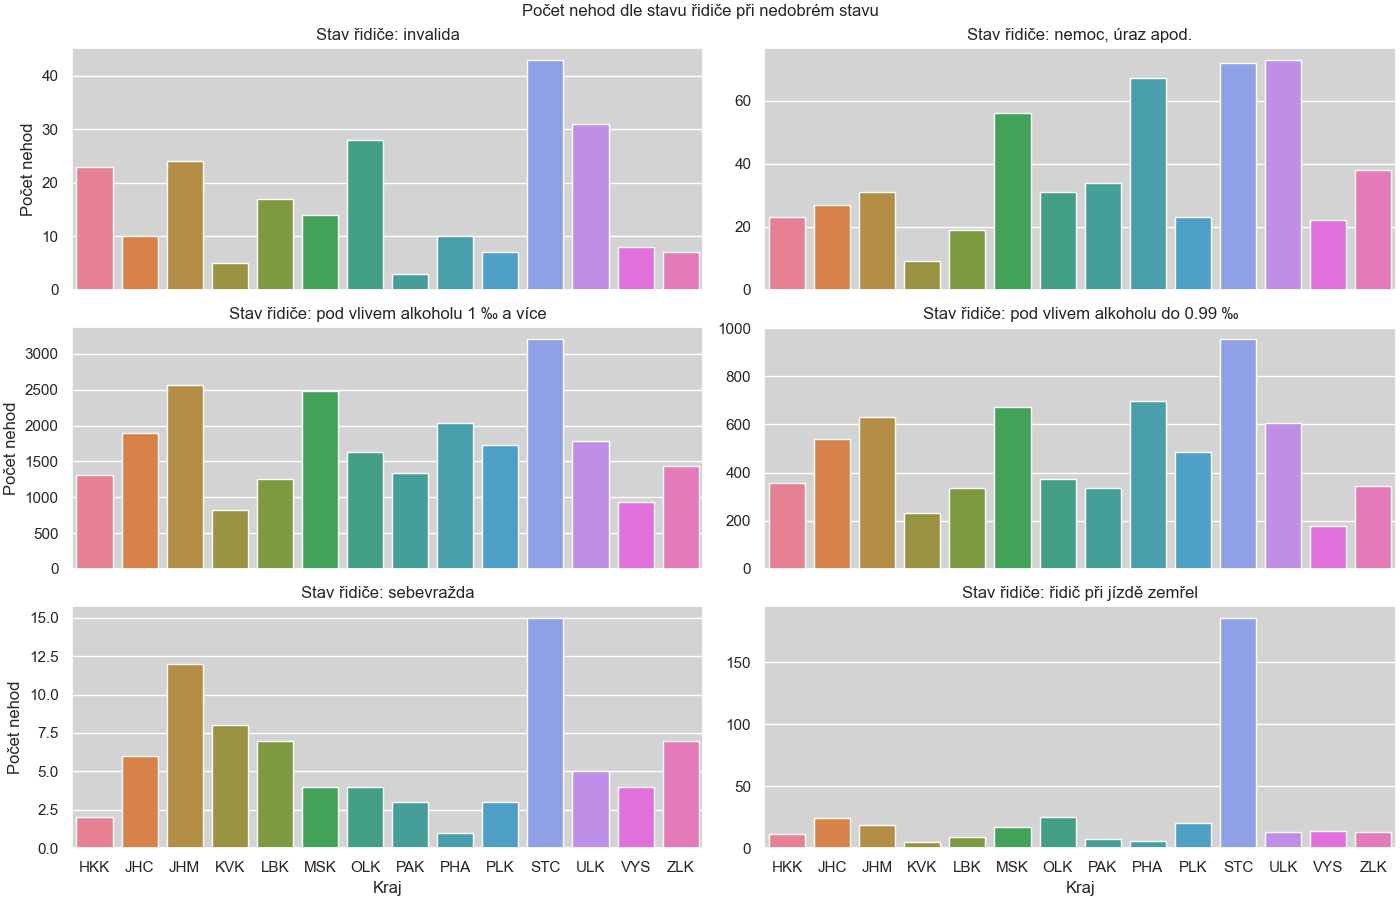 Počet nehod dle stavu řidiče při nedobrém stavu
Stav řidiče: invalida
Počet nehod
40
30
20
10
0
Stav řidiče: nemoc, úraz apod.
60
40
20
0
Stav řidiče: pod vlivem alkoholu 1 ‰ a více
Počet nehod
3000
2500
2000
1500
1000
500
0
Stav řidiče: pod vlivem alkoholu do 0.99 ‰
1000
800
600
400
200
0
Stav řidiče: sebevražda
Počet nehod
15.0
12.5
10.0
7.5
5.0
2.5
0.0
HKK JHC JHM KVK LBK MSK OLK PAK PHA PLK STC ULK VYS ZLK
Kraj
Stav řidiče: řidič při jízdě zemřel
150
100
50
0
HKK JHC JHM KVK LBK MSK OLK PAK PHA PLK STC ULK VYS ZLK
Kraj